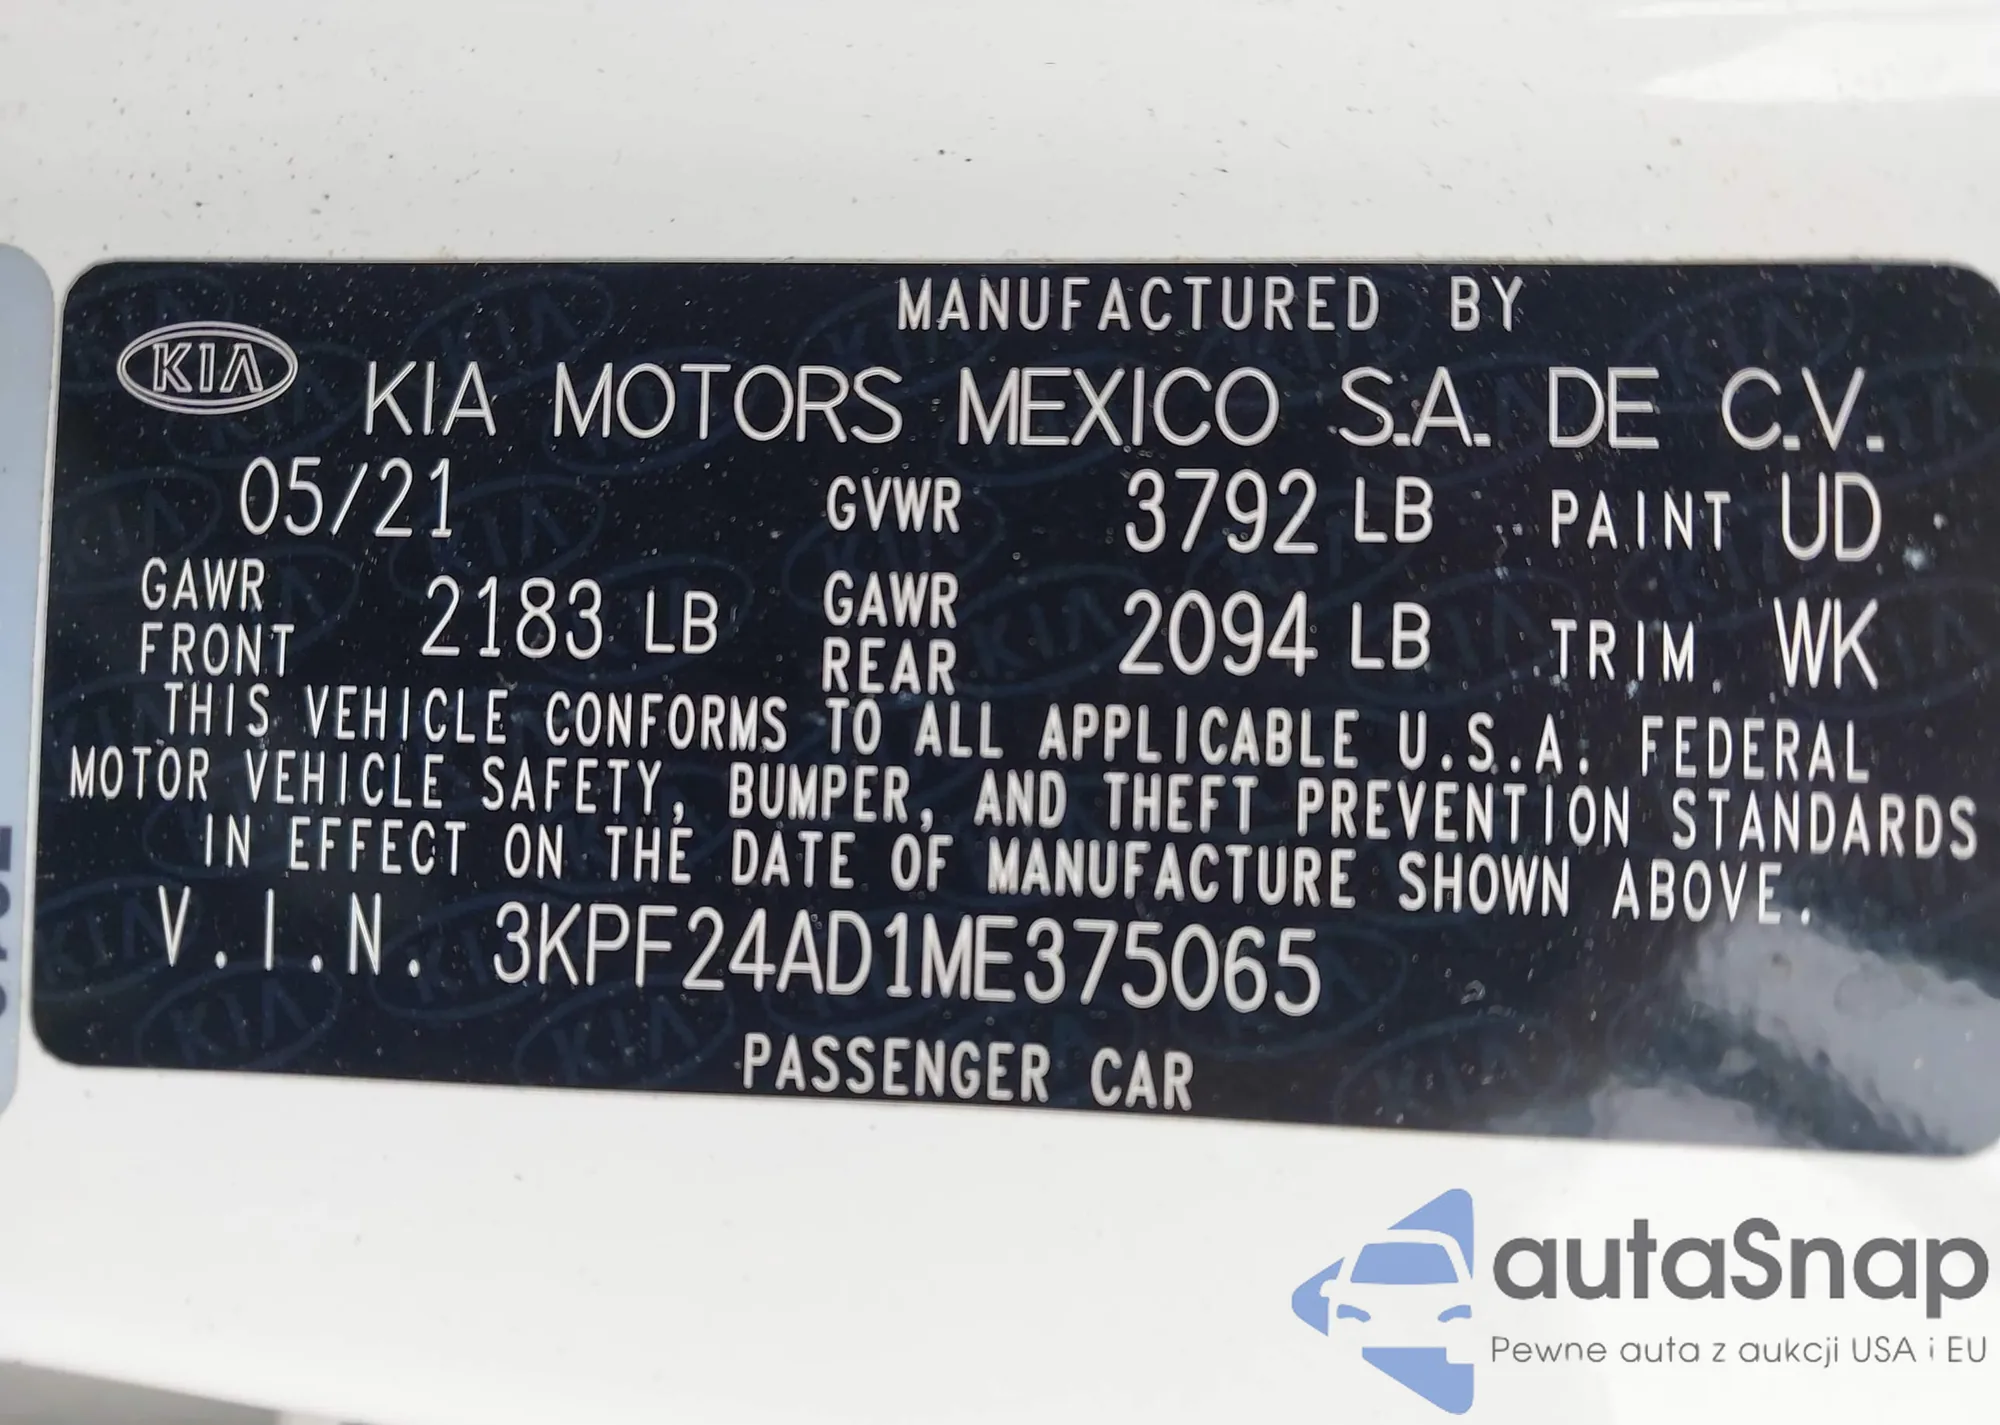 MANUFACTURED BY
KIA KIA MOTORS MEXICO S.A. DE C.V.
05/21 GVWR 3792 LB PAINT UD
GAWR FRONT 2183 LB GAWR REAR 2094 LB TRIM WK
THIS VEHICLE CONFORMS TO ALL APPLICABLE U.S.A. FEDERAL
MOTOR VEHICLE SAFETY, BUMPER, AND THEFT PREVENTION STANDARDS
IN EFFECT ON THE DATE OF MANUFACTURE SHOWN ABOVE.
V.I.N. 3KPF24AD1ME375065
PASSENGER CAR
autaSnap
Pewne auta z aukcji USA i EU